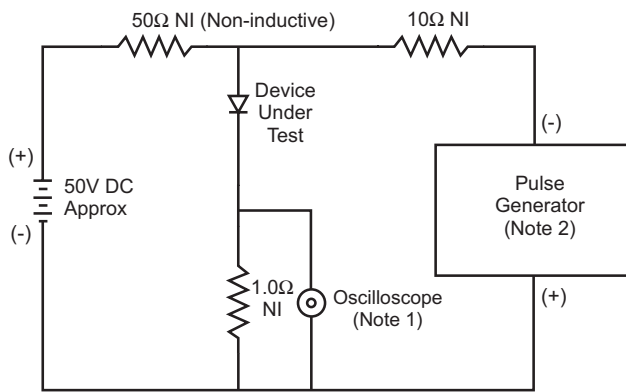 50Ω NI (Non-inductive)
10Ω NI
Device
Under
Test
(+)
50V DC
Approx
(-)
(-)
Pulse
Generator
(Note 2)
(+)
1.0Ω
NI
Oscilloscope
(Note 1)